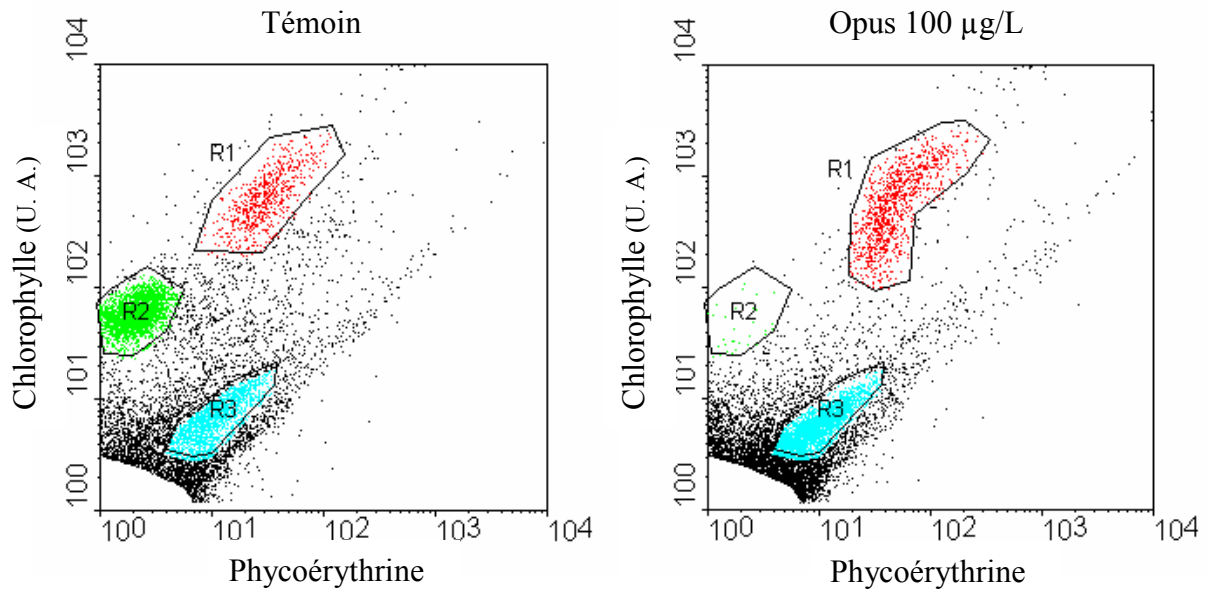 Témoin
Chlorophylle (U. A.)
104
103
102
101
100
R1
R2
R3
100 101 102 103 104
Phycoérythrine
Opus 100 µg/L
Chlorophylle (U. A.)
104
103
102
101
100
R1
R2
R3
100 101 102 103 104
Phycoérythrine